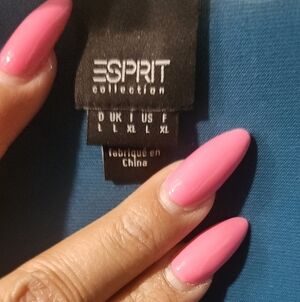 ESPRIT
collection
D UK I US F
L L XL L XL
fabriqué en
China